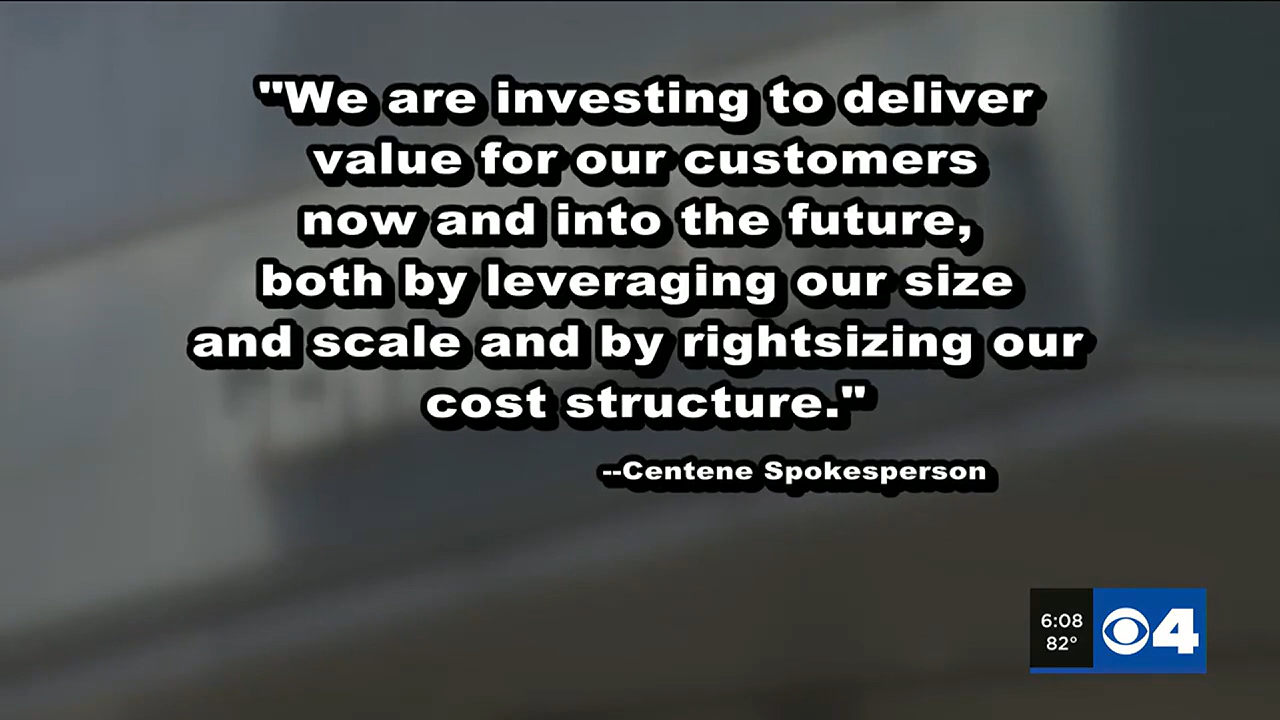 "We are investing to deliver
value for our customers
now and into the future,
both by leveraging our size
and scale and by rightsizing our
cost structure."
--Centene Spokesperson
6:08
82°
4